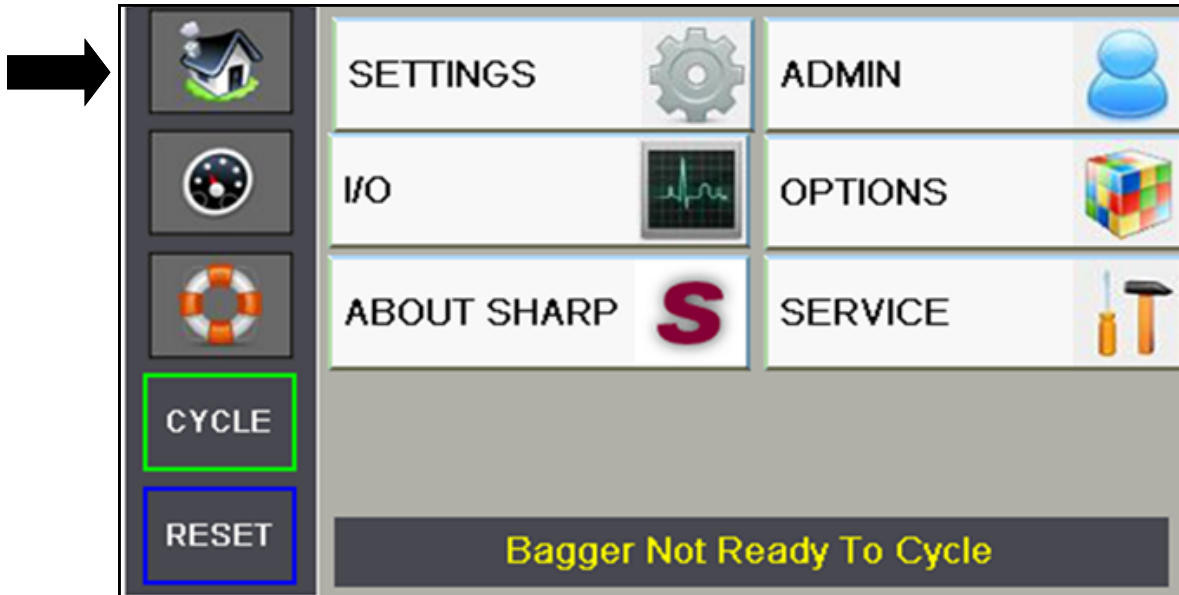 SETTINGS
ADMIN
I/O
OPTIONS
ABOUT SHARP
S
SERVICE
CYCLE
RESET
Bagger Not Ready To Cycle